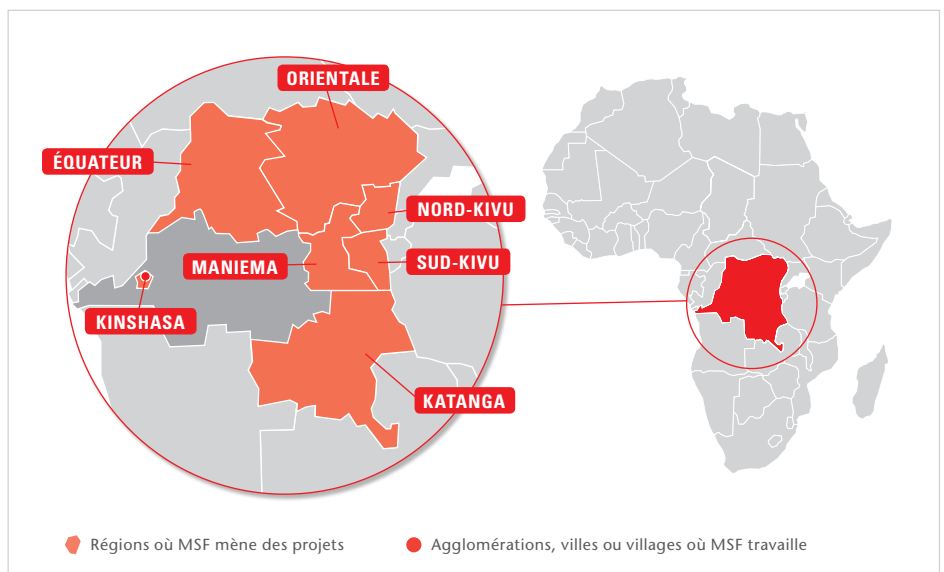 ORIENTALE
ÉQUATEUR
NORD-KIVU
MANIEMA
SUD-KIVU
KINSHASA
KATANGA
Régions où MSF mène des projets
Agglomérations, villes ou villages où MSF travaille